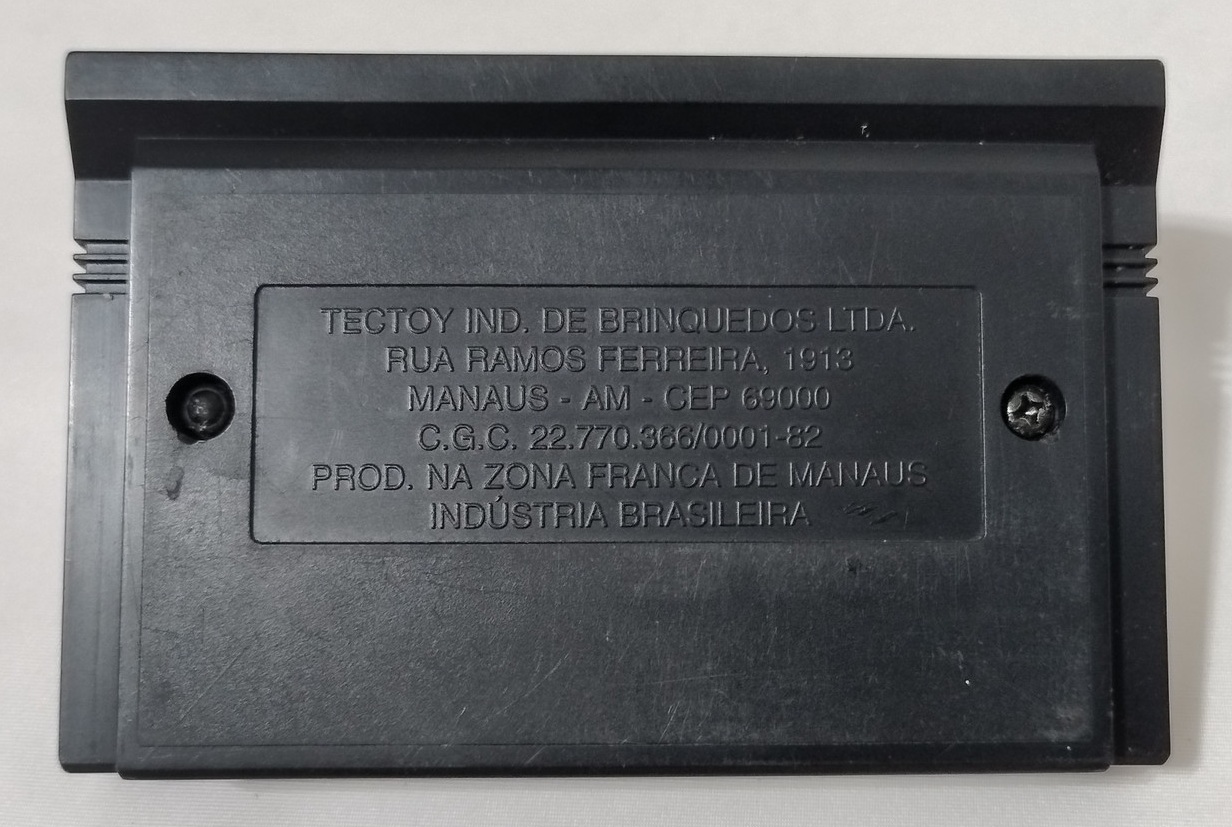 TECTOY IND. DE BRINQUEDOS LTDA.
RUA RAMOS FERREIRA, 1913
MANAUS - AM - CEP 69000
C.G.C. 22.770.366/0001-82
PROD. NA ZONA FRANCA DE MANAUS
INDÚSTRIA BRASILEIRA